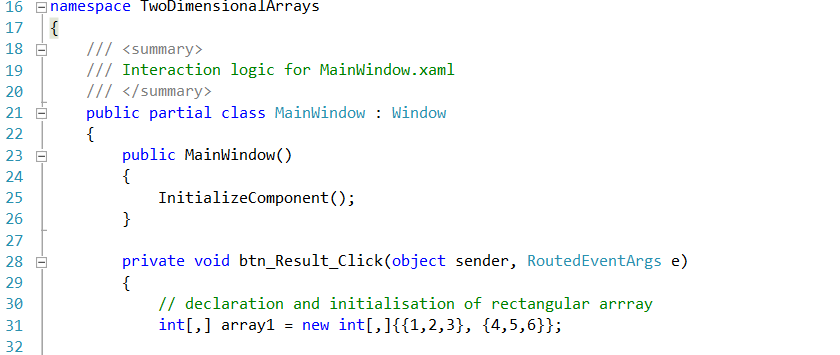 16 namespace TwoDimensionalArrays
17 {
18 /// <summary>
19 /// Interaction logic for MainWindow.xaml
20 /// </summary>
21 public partial class MainWindow : Window
22 {
23 public MainWindow()
24 {
25 InitializeComponent();
26 }
27
28 private void btn_Result_Click(object sender, RoutedEventArgs e)
29 {
30 // declaration and initialisation of rectangular arrray
31 int[,] array1 = new int[,]{{1,2,3}, {4,5,6}};
32